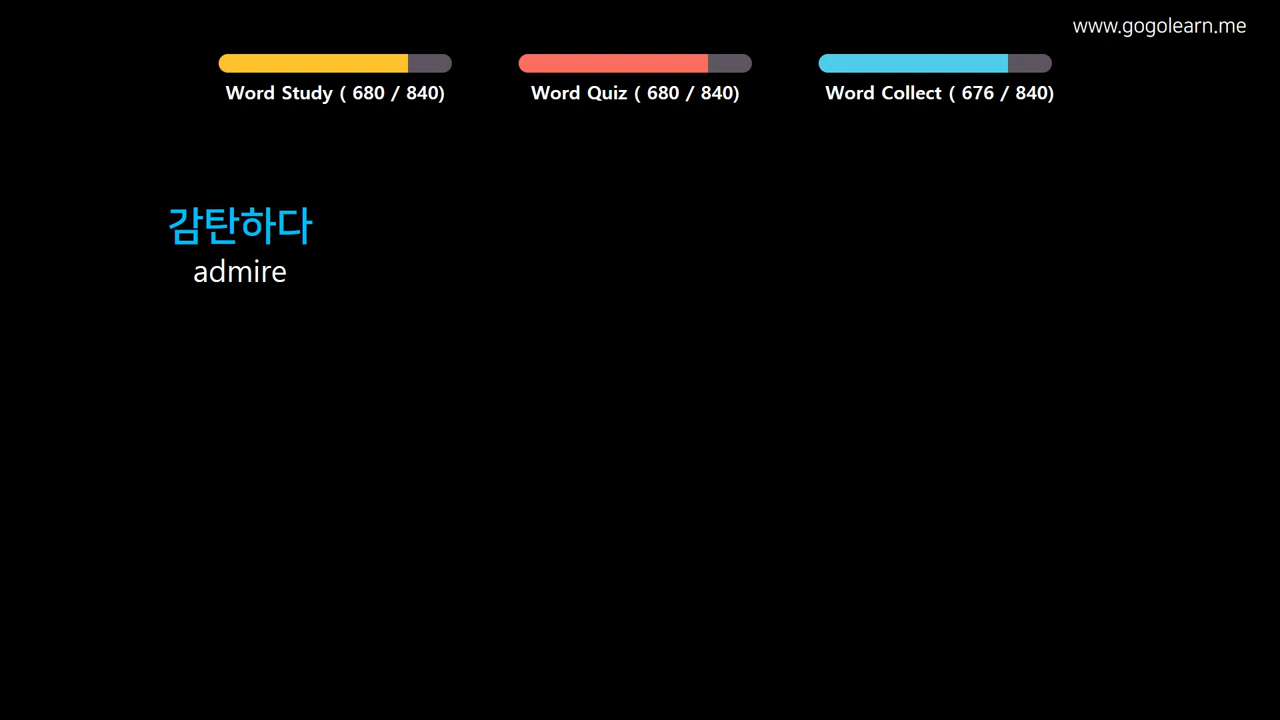 www.gogolearn.me
Word Study ( 680 / 840)
Word Quiz ( 680 / 840)
Word Collect ( 676 / 840)
감탄하다
admire